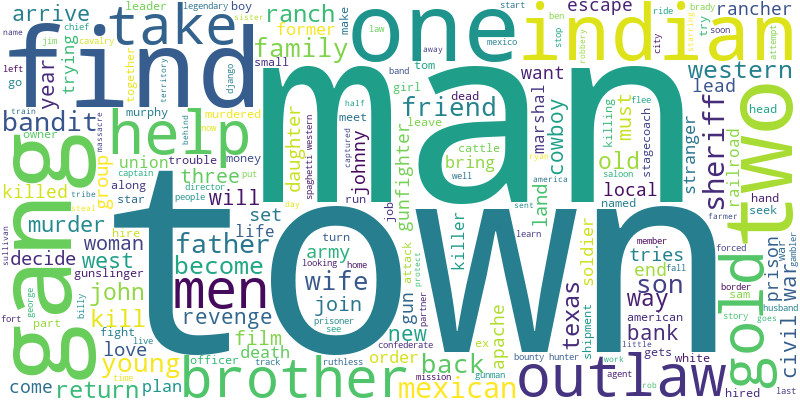 find
man
town
one
indian
two
gang
take
help
men
brother
outlaw
gold
bandit
arrive
leader
legendary
boy
sister
chief
cavalry
name
jim
trying
left
go
year
together
former
ranch
family
small
tom
band
away
mexico
law
make
start
ride
robbery
ben
stop
escape
brady
starring
city
try
soon
attempt
rancher
western
lead
head
must
sheriff
marshal
want
cowboy
killing
stagecoach
saloon
stranger
railroad
hand
seek
farmer
friend
girl
dead
half
meet
leave
cattle
bring
old
local
named
land
gunfighter
johnny
captured
run
spaghetti western
daughter
murdered
django
territory
train
massacre
murphy
behind
now
owner
union
trouble
money
three
group
killed
along
captain
director
put
tribe
steal
star
people
will
day
murder
woman
set
life
father
decide
west
hire
gunslinger
become
army
turn
looking
home
wife
join
prisoner
see
job
attack
protect
gun
partner
killer
ryan
well
america
sent
learn
soldier
texas
shipment
member
tries
end
fall
son
way
american
bank
gets
little
white
forced
border
sam
story
goes
hired
prison
war
husband
gambler
civil war
last
sullivan
fort
george
billy
john
part
kill
fight
live
love
young
time
come
return
plan
officer
revenge
film
death
track
ruthless
new
confederate
order
back
mexican
mission
ex
apache
gunman
bounty hunter
work
agent
rob